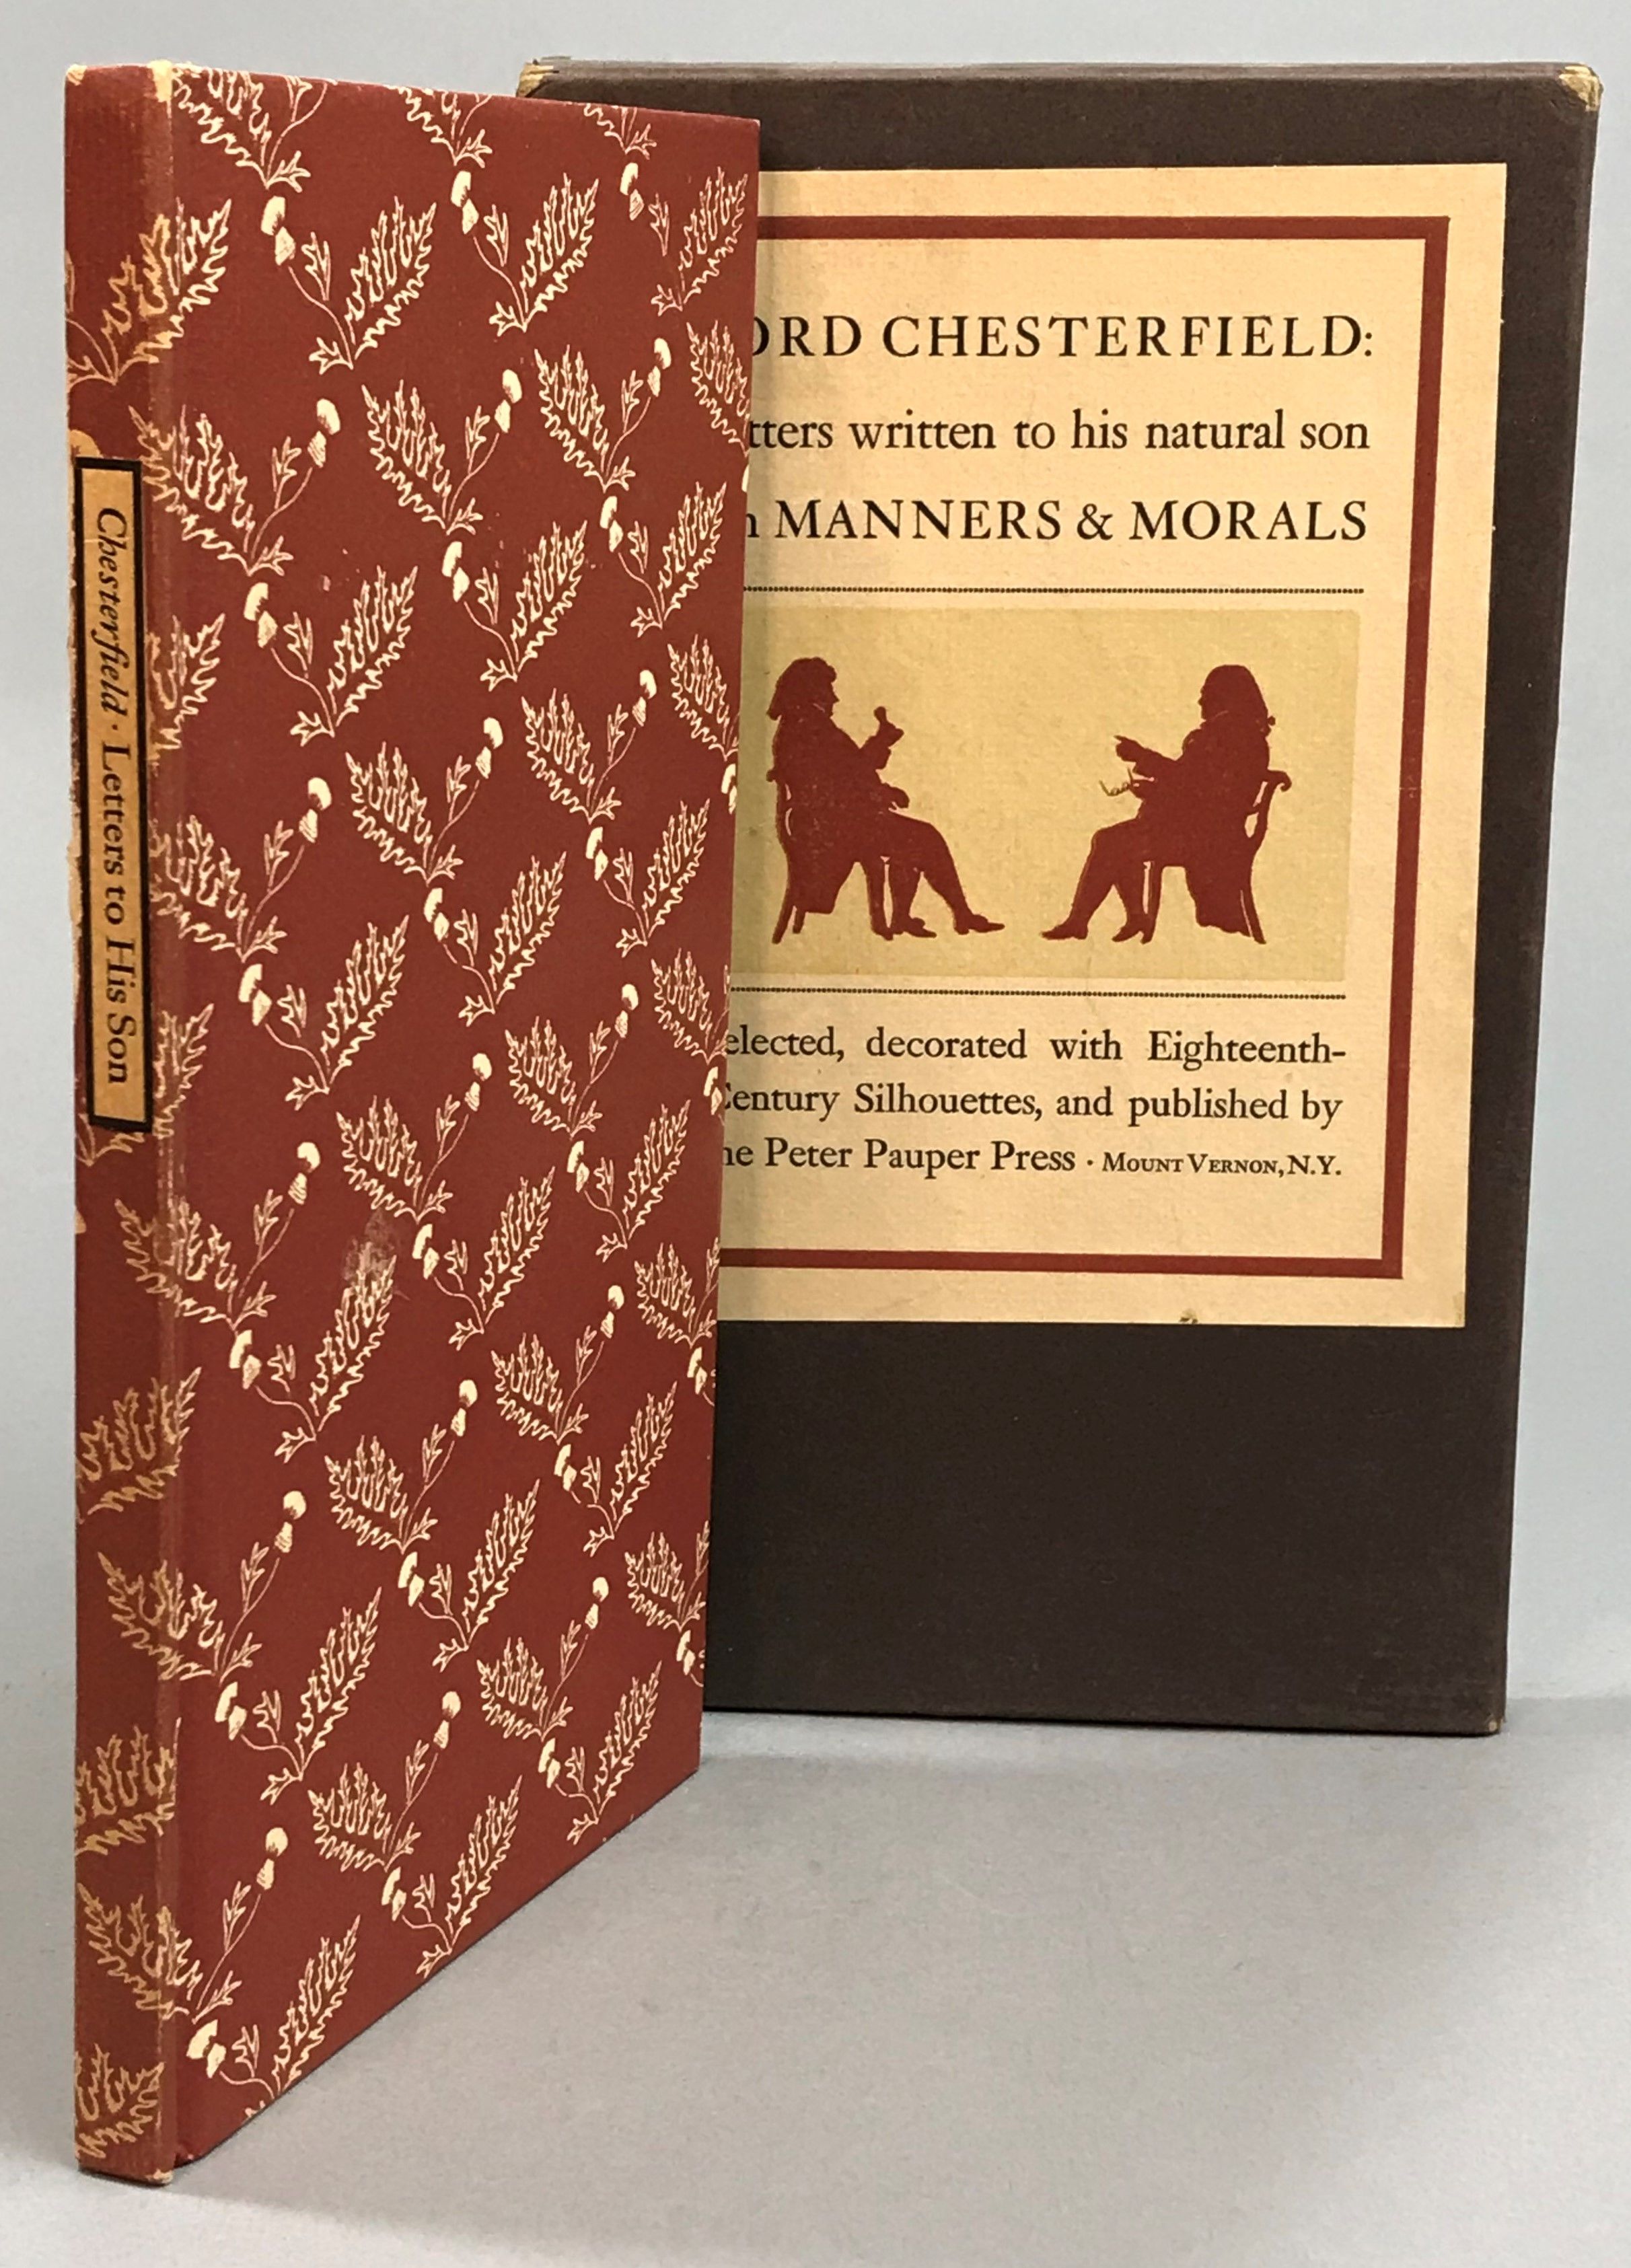 Chesterfield · Letters to His Son
ORD CHESTERFIELD:
tters written to his natural son
n MANNERS & MORALS
elected, decorated with Eighteenth-
Century Silhouettes, and published by
he Peter Pauper Press · MOUNT VERNON, N.Y.